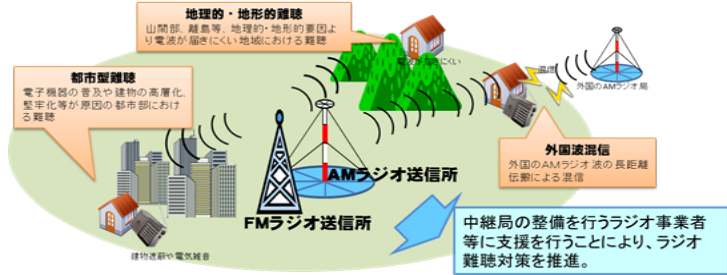 地理的・地形的難聴
山間部、離島等、地理的・地形的要因よ
り電波が届きにくい地域における難聴
電波が届きにくい
混信
外国のAMラジオ局
都市型難聴
電子機器の普及や建物の高層化、
堅牢化等が原因の都市部におけ
る難聴
外国波混信
外国のAMラジオ波の長距離
伝搬による混信
AMラジオ送信所
FMラジオ送信所
建物遮蔽や電気雑音
中継局の整備を行うラジオ事業者
等に支援を行うことにより、ラジオ
難聴対策を推進。